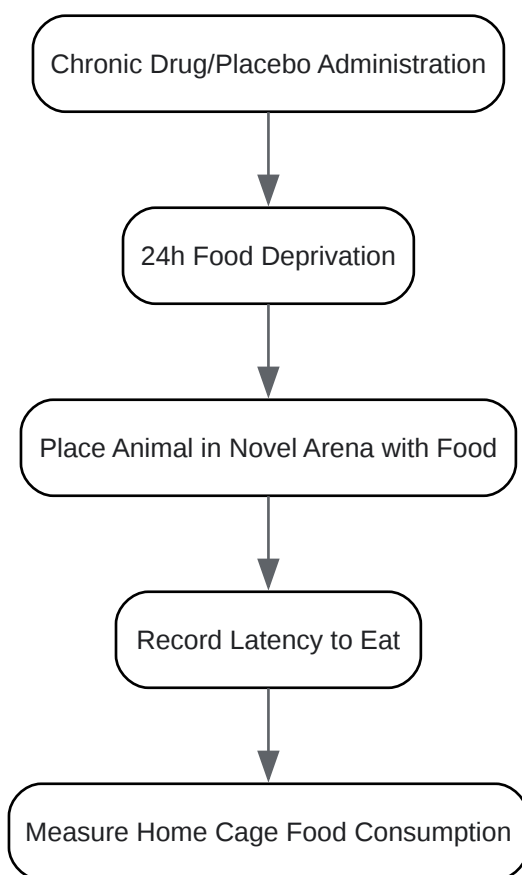 Chronic Drug/Placebo Administration
24h Food Deprivation
Place Animal in Novel Arena with Food
Record Latency to Eat
Measure Home Cage Food Consumption